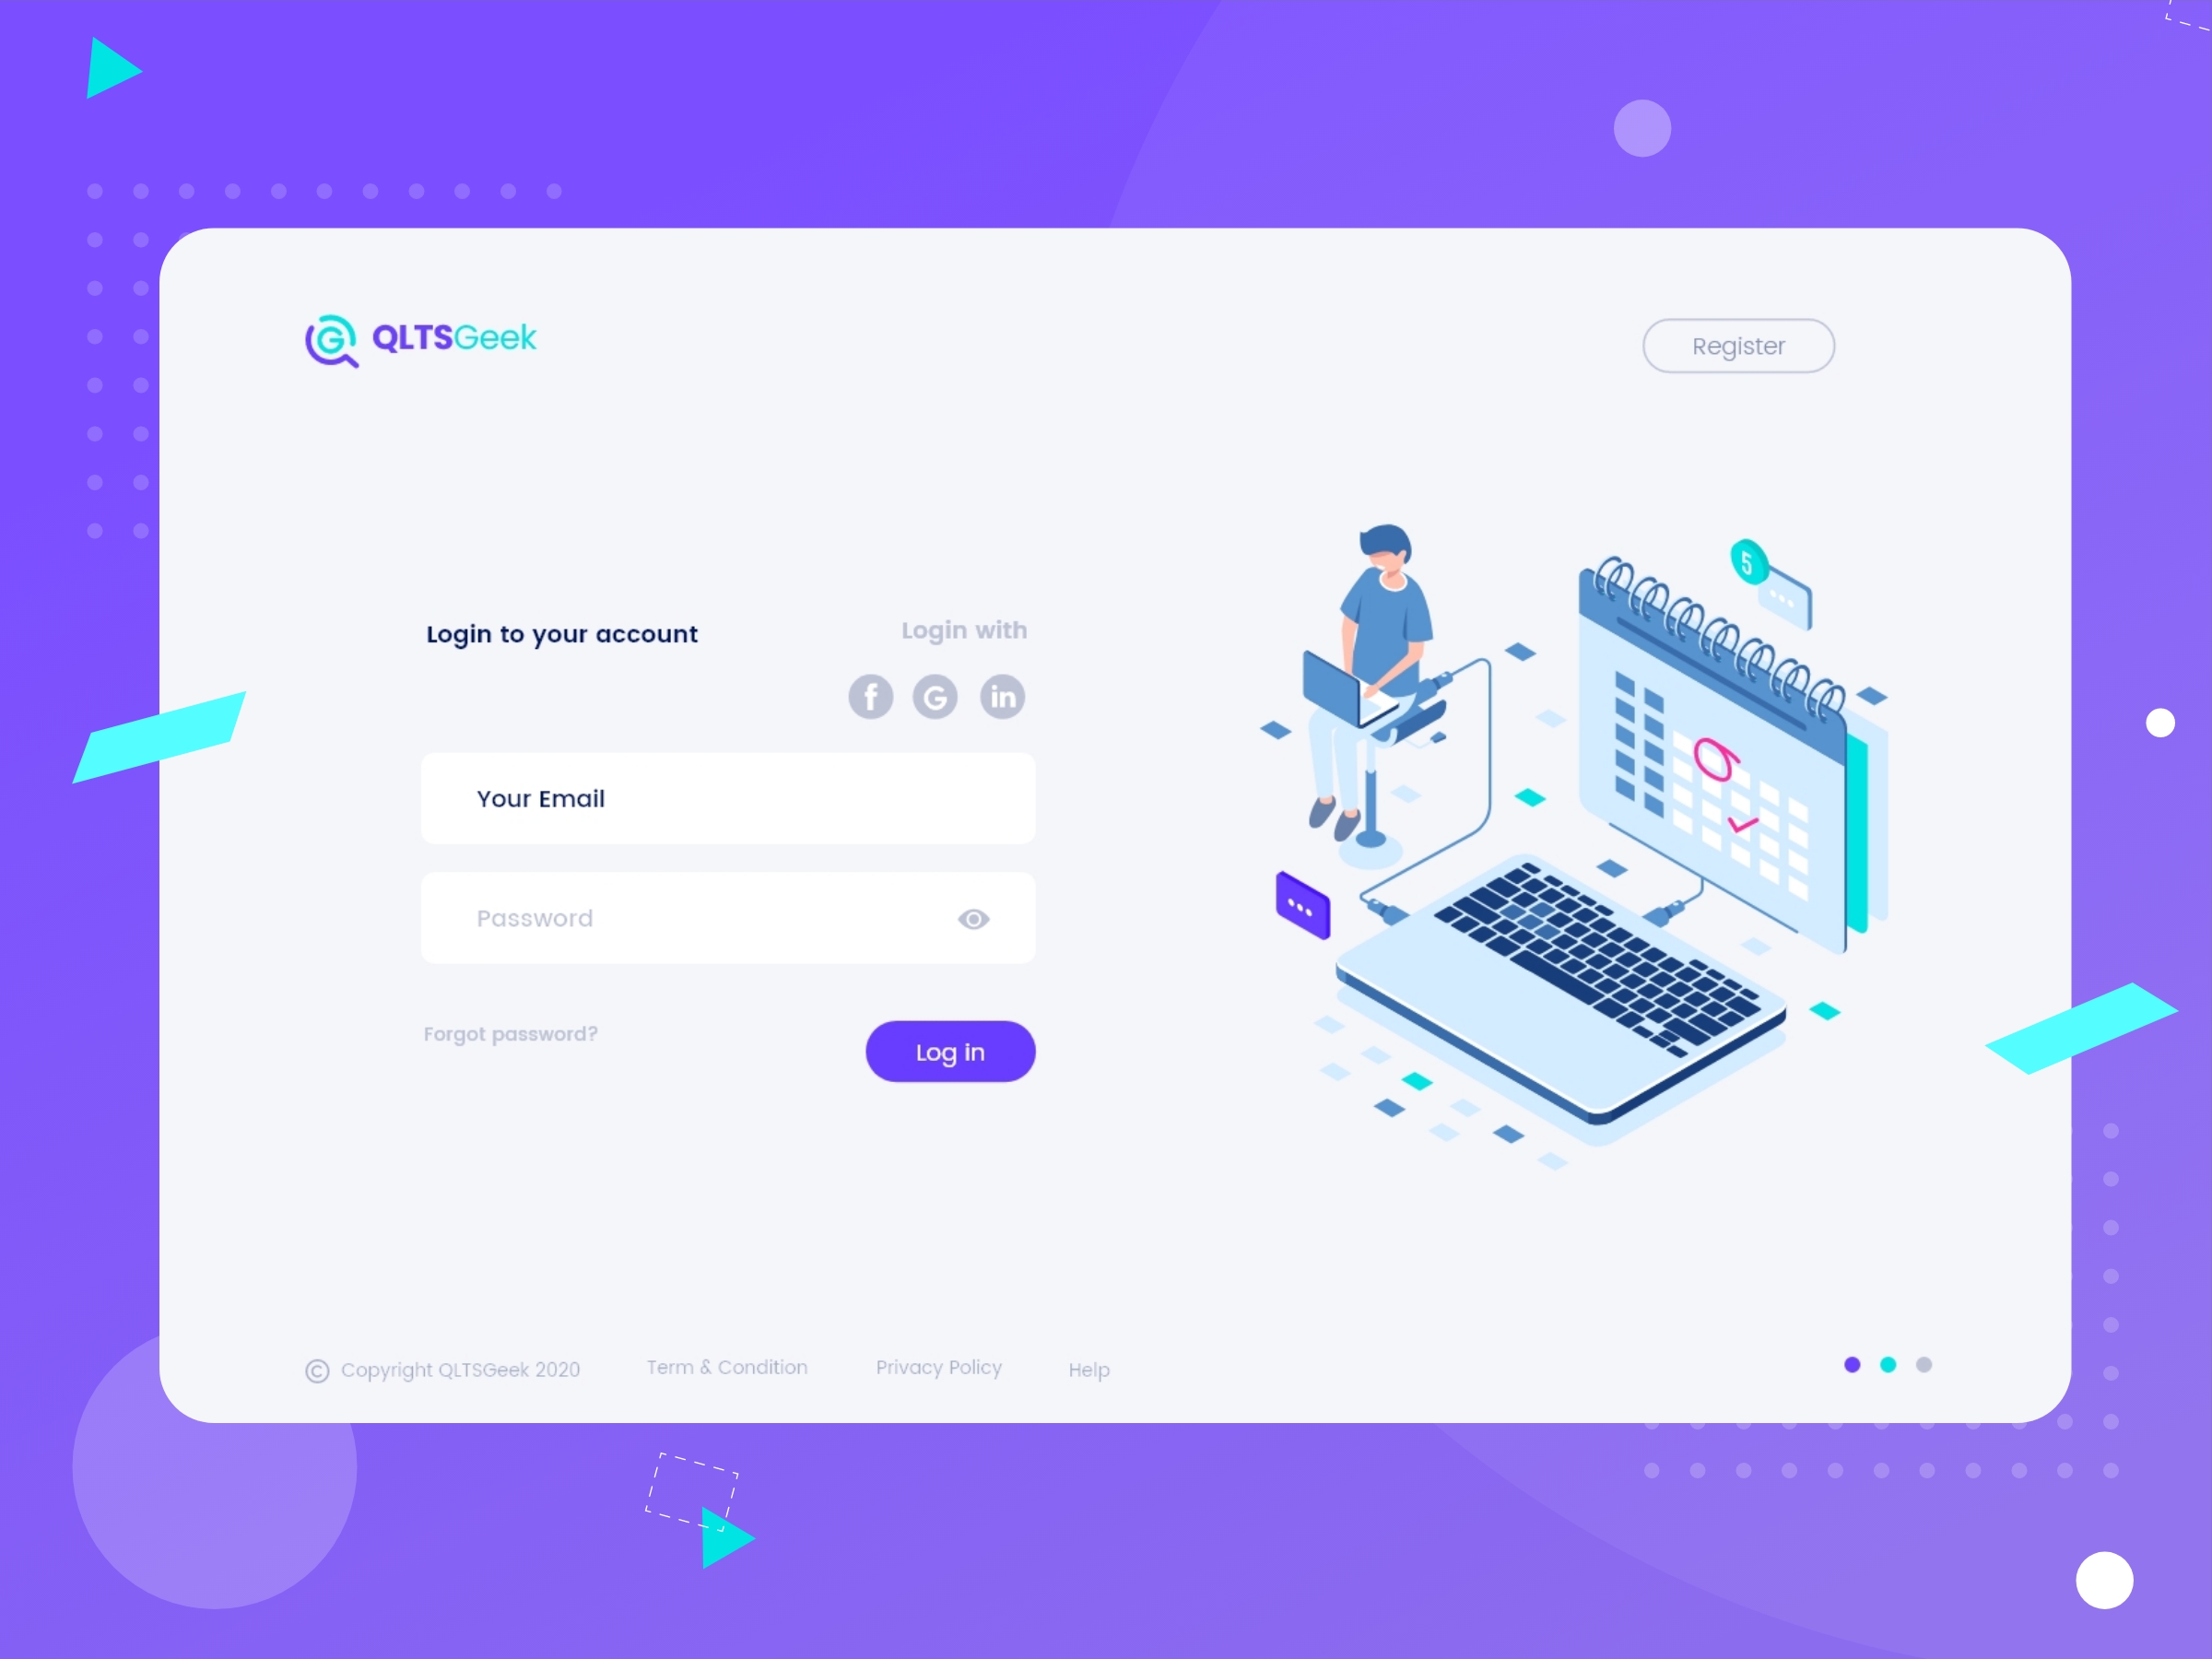 QLTSGeek
Register
Login to your account
Login with
f G in
Your Email
Password
Forgot password?
Log in
5
© Copyright QLTSGeek 2020
Term & Condition
Privacy Policy
Help